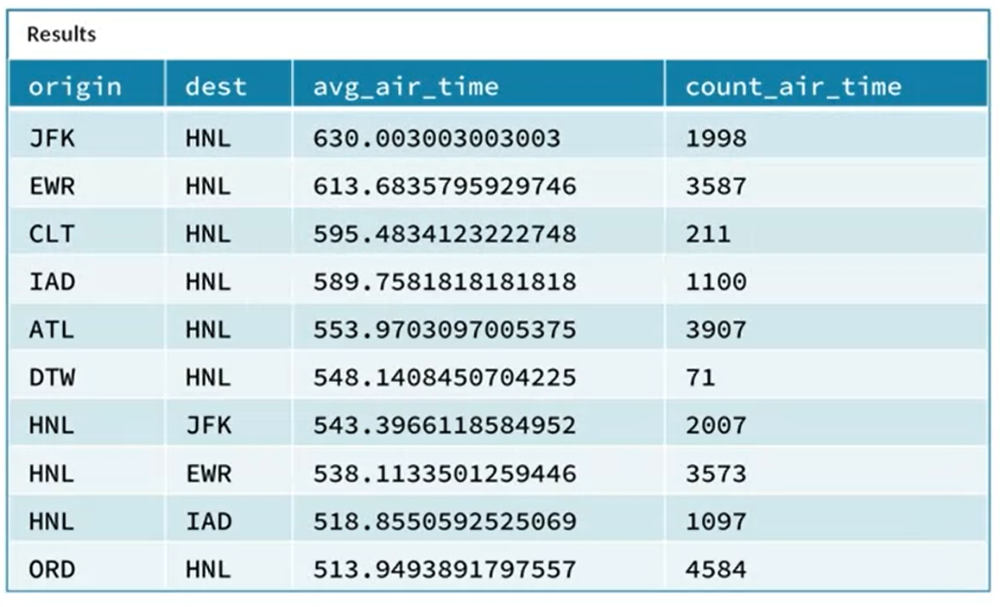 Results
origin dest avg_air_time count_air_time
JFK HNL 630.003003003003 1998
EWR HNL 613.6835795929746 3587
CLT HNL 595.4834123222748 211
IAD HNL 589.7581818181818 1100
ATL HNL 553.9703097005375 3907
DTW HNL 548.1408450704225 71
HNL JFK 543.3966118584952 2007
HNL EWR 538.1133501259446 3573
HNL IAD 518.8550592525069 1097
ORD HNL 513.9493891797557 4584